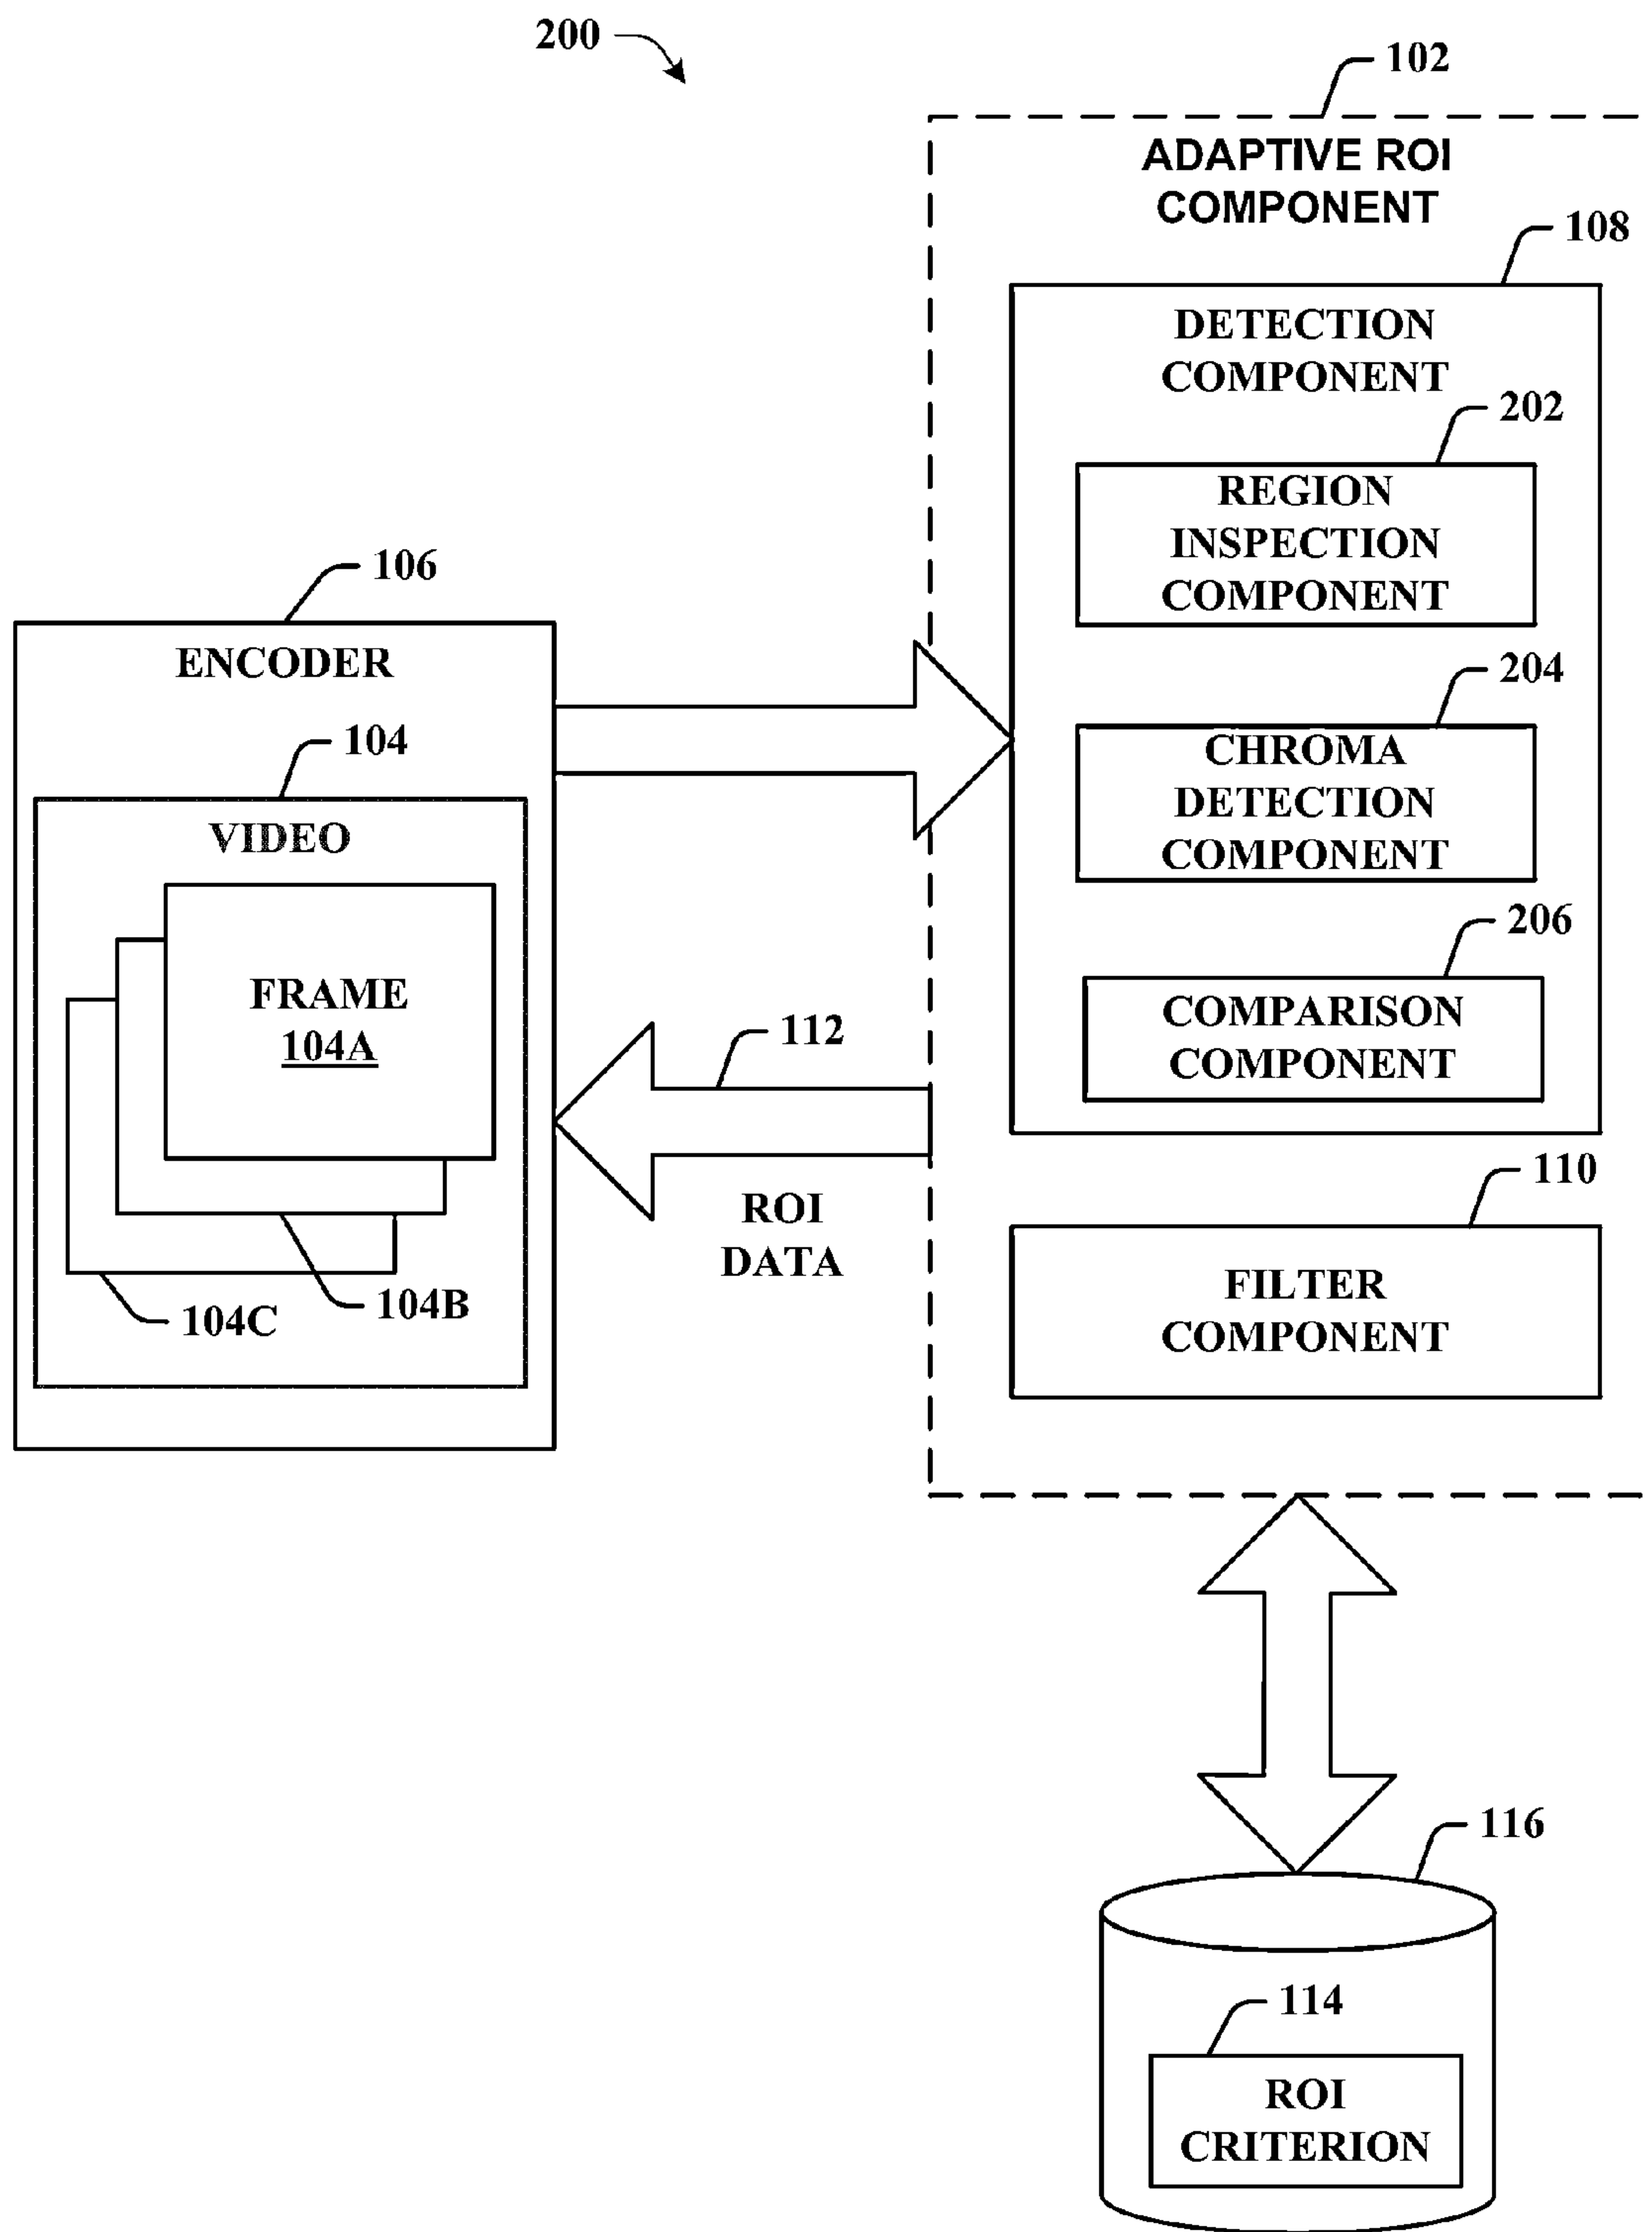 200
102
ADAPTIVE ROI
COMPONENT
108
DETECTION
COMPONENT
202
REGION
INSPECTION
COMPONENT
106
ENCODER
204
104
CHROMA
DETECTION
COMPONENT
VIDEO
206
FRAME
104A
COMPARISON
COMPONENT
112
110
ROI
DATA
FILTER
COMPONENT
104B
104C
116
114
ROI
CRITERION